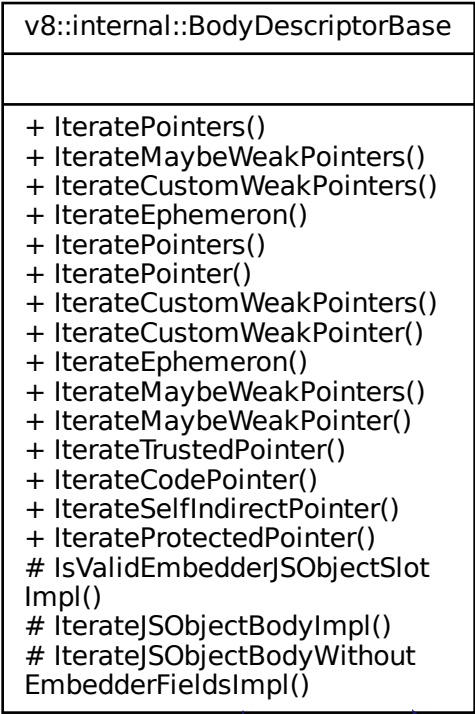 v8::internal::BodyDescriptorBase
+ IteratePointers()
+ IterateMaybeWeakPointers()
+ IterateCustomWeakPointers()
+ IterateEphemeron()
+ IteratePointers()
+ IteratePointer()
+ IterateCustomWeakPointers()
+ IterateCustomWeakPointer()
+ IterateEphemeron()
+ IterateMaybeWeakPointers()
+ IterateMaybeWeakPointer()
+ IterateTrustedPointer()
+ IterateCodePointer()
+ IterateSelfIndirectPointer()
+ IterateProtectedPointer()
# IsValidEmbedderJSObjectSlot
Impl()
# IterateJSObjectBodyImpl()
# IterateJSObjectBodyWithout
EmbedderFieldsImpl()